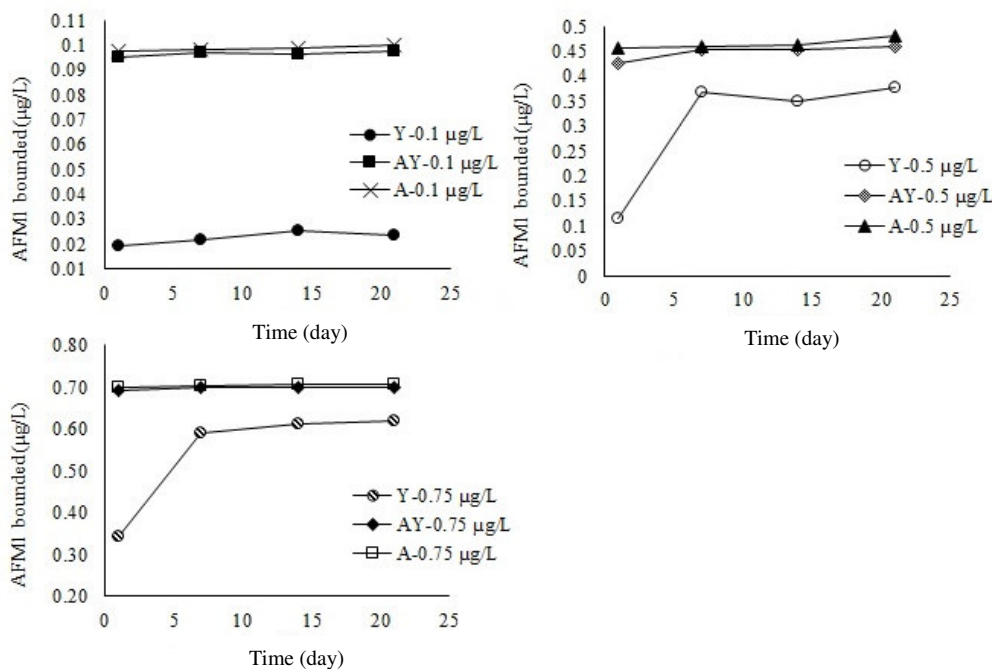 AFM1 bounded(µg/L)
0.11
0.1
0.09
0.08
0.07
0.06
0.05
0.04
0.03
0.02
0.01
0 5 10 15 20 25
Time (day)
Y-0.1 µg/L
AY-0.1 µg/L
A-0.1 µg/L
AFM1 bounded(µg/L)
0.5
0.45
0.4
0.35
0.3
0.25
0.2
0.15
0.1
0.05
0
0 5 10 15 20 25
Time (day)
Y-0.5 µg/L
AY-0.5 µg/L
A-0.5 µg/L
AFM1 bounded(µg/L)
0.80
0.70
0.60
0.50
0.40
0.30
0.20
0 5 10 15 20 25
Time (day)
Y-0.75 µg/L
AY-0.75 µg/L
A-0.75 µg/L